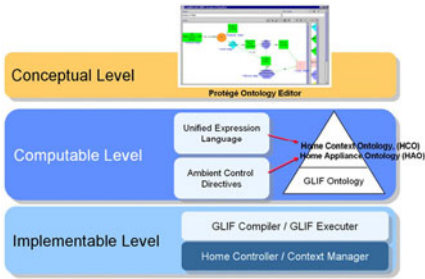 Conceptual Level
Protégé Ontology Editor
Computable Level
Unified Expression
Language
Ambient Control
Directives
Home Context Ontology, (HCO)
Home Appliance Ontology (HAO)
GLIF Ontology
Implementable Level
GLIF Compiler / GLIF Executer
Home Controller / Context Manager